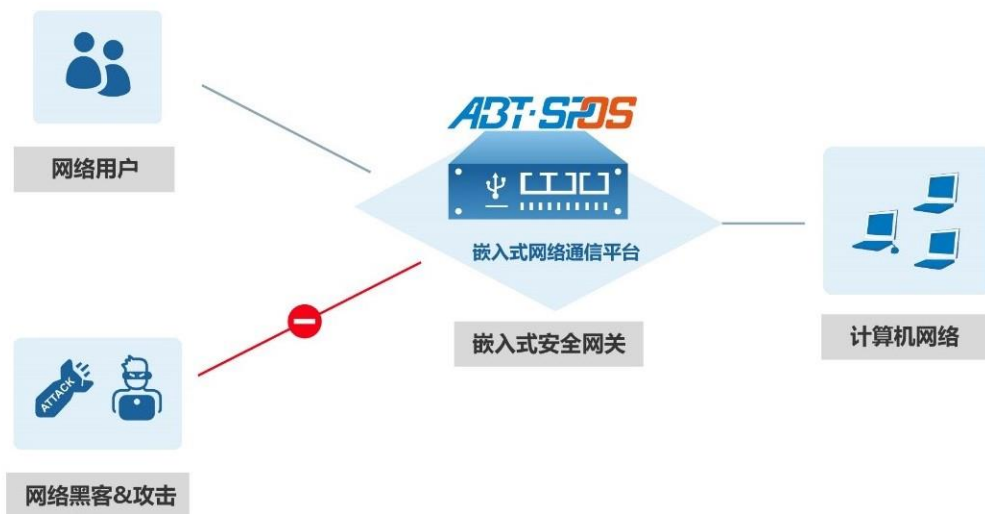 网络用户
ABT·SPOS
嵌入式网络通信平台
嵌入式安全网关
计算机网络
ATTACK
网络黑客&攻击